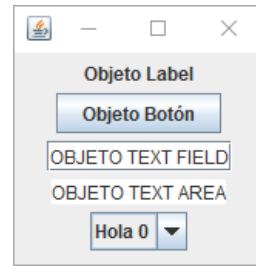 Objeto Label
Objeto Botón
OBJETO TEXT FIELD
OBJETO TEXT AREA
Hola 0